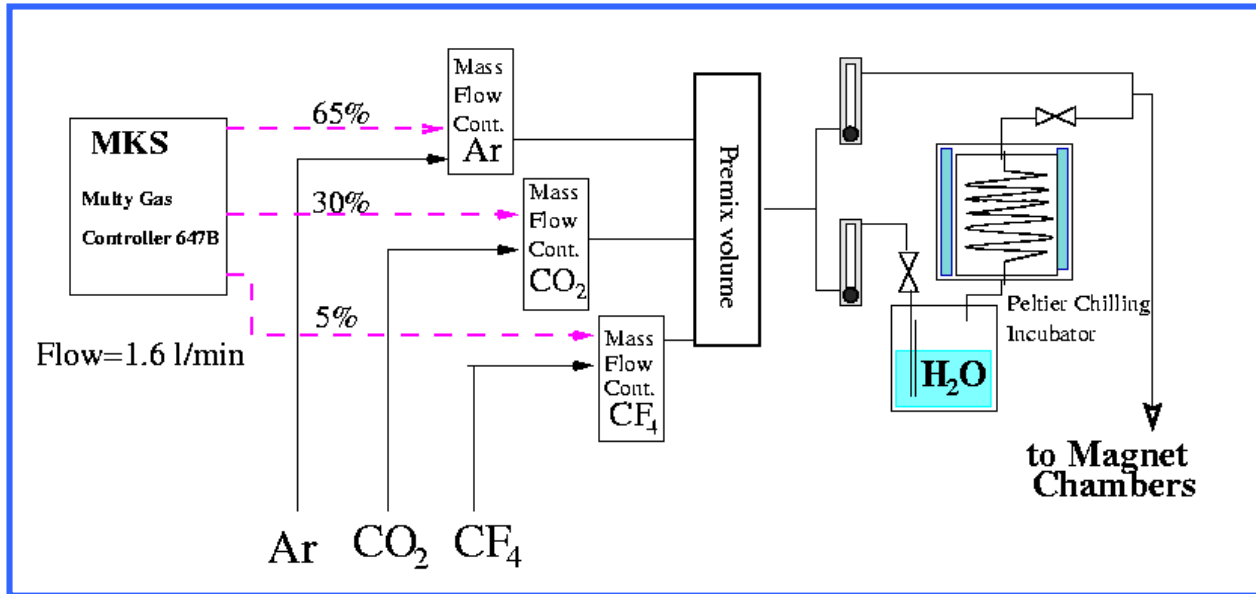 MKS
Multy Gas
Controller 647B
Flow=1.6 l/min
65%
30%
5%
Mass
Flow
Cont.
Ar
Mass
Flow
Cont.
CO₂
Mass
Flow
Cont.
CF₄
Ar
CO₂
CF₄
Premix volume
Peltier Chilling
Incubator
H₂O
to Magnet
Chambers